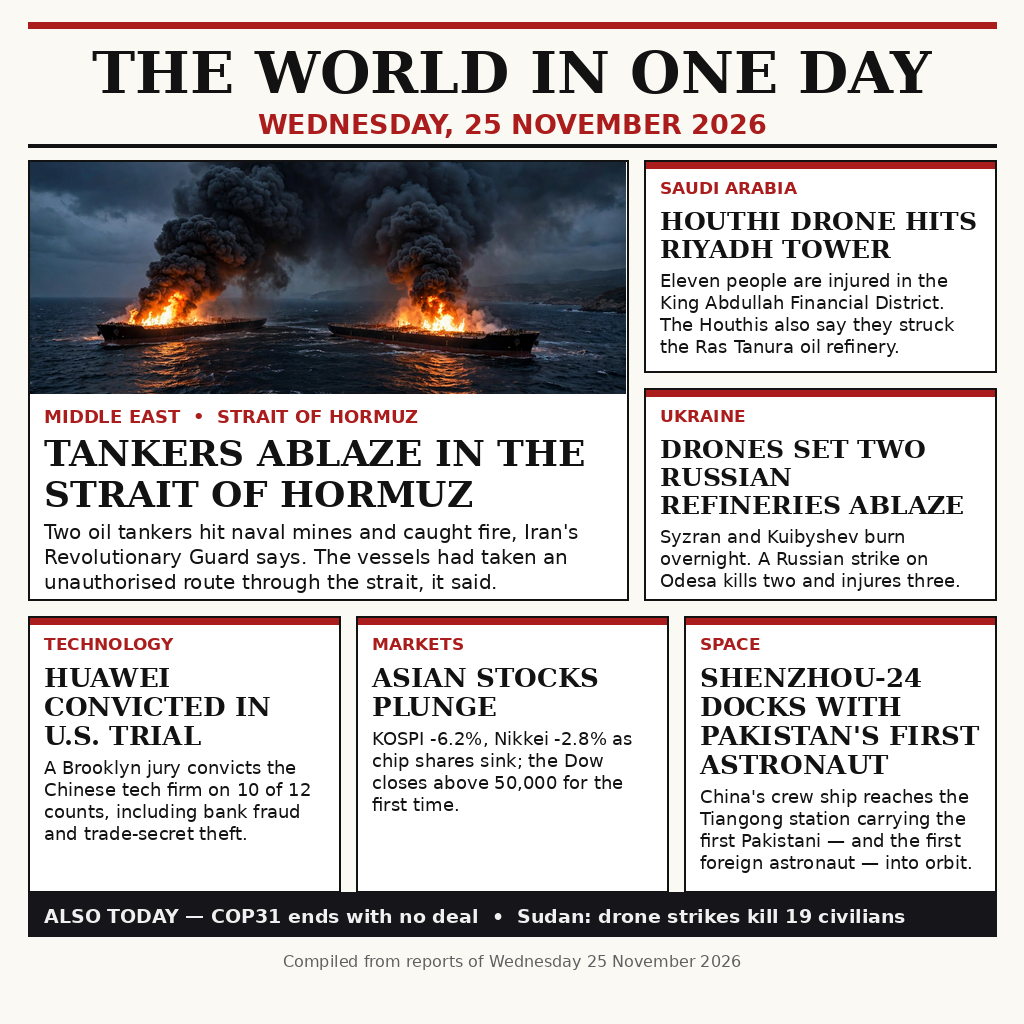 THE WORLD IN ONE DAY
WEDNESDAY, 25 NOVEMBER 2026
MIDDLE EAST • STRAIT OF HORMUZ
TANKERS ABLAZE IN THE
STRAIT OF HORMUZ
Two oil tankers hit naval mines and caught fire, Iran's
Revolutionary Guard says. The vessels had taken an
unauthorised route through the strait, it said.
SAUDI ARABIA
HOUTHI DRONE HITS
RIYADH TOWER
Eleven people are injured in the
King Abdullah Financial District.
The Houthis also say they struck
the Ras Tanura oil refinery.
UKRAINE
DRONES SET TWO
RUSSIAN
REFINERIES ABLAZE
Syzran and Kuibyshev burn
overnight. A Russian strike on
Odesa kills two and injures three.
TECHNOLOGY
HUAWEI
CONVICTED IN
U.S. TRIAL
A Brooklyn jury convicts the
Chinese tech firm on 10 of 12
counts, including bank fraud
and trade-secret theft.
MARKETS
ASIAN STOCKS
PLUNGE
KOSPI -6.2%, Nikkei -2.8% as
chip shares sink; the Dow
closes above 50,000 for the
first time.
SPACE
SHENZHOU-24
DOCKS WITH
PAKISTAN'S FIRST
ASTRONAUT
China's crew ship reaches the
Tiangong station carrying the
first Pakistani — and the first
foreign astronaut — into orbit.
ALSO TODAY — COP31 ends with no deal • Sudan: drone strikes kill 19 civilians
Compiled from reports of Wednesday 25 November 2026